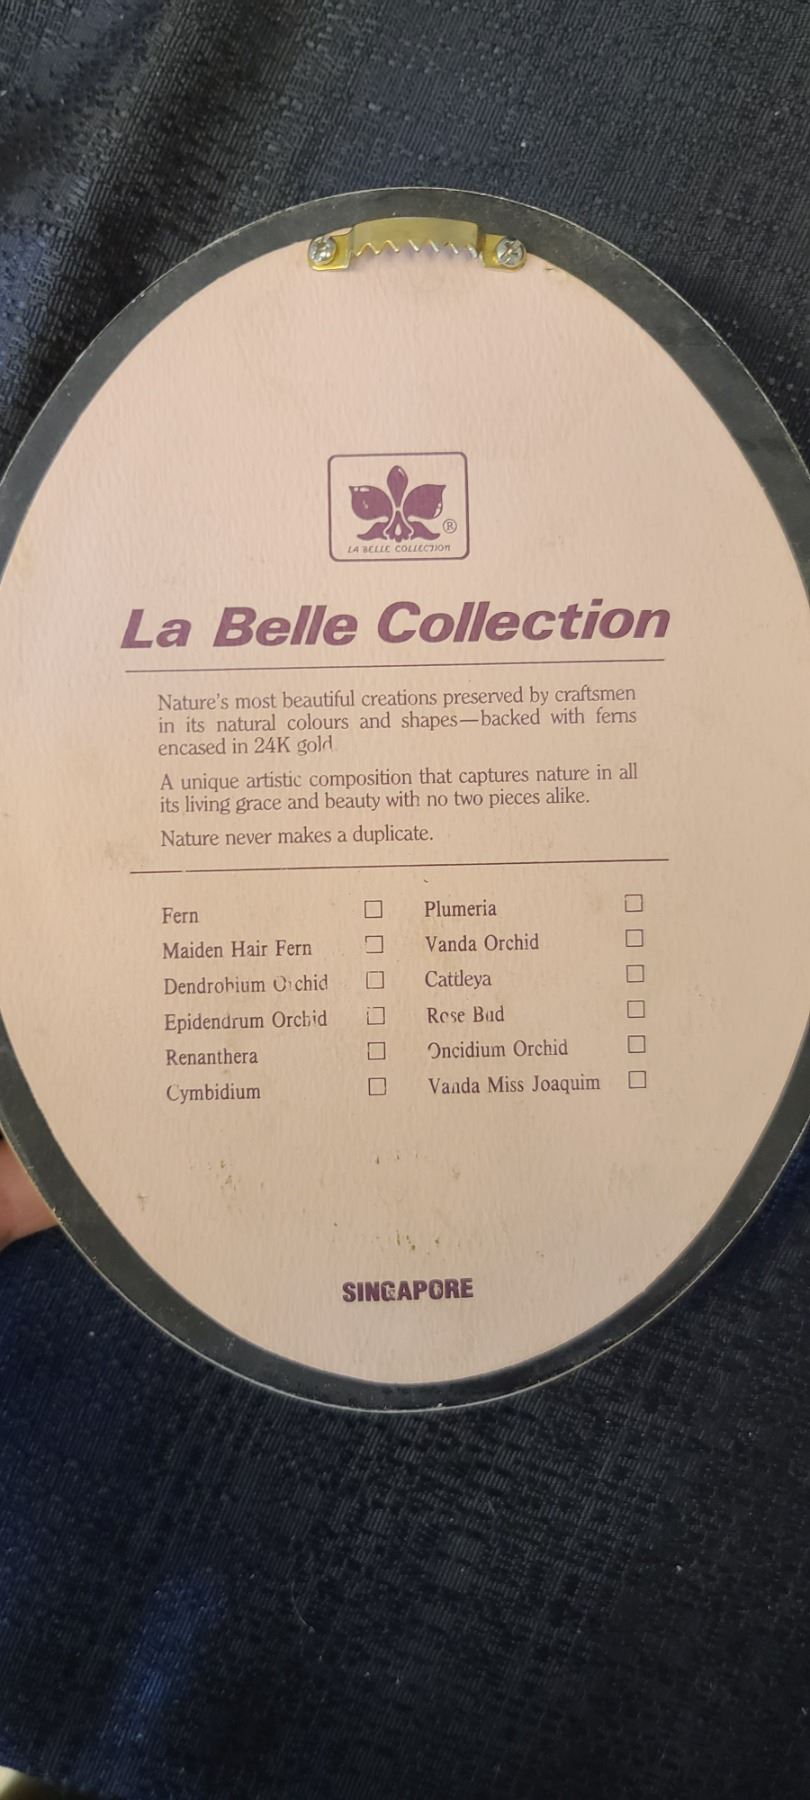 ®
LA BELLE COLLECTION
La Belle Collection
Nature's most beautiful creations preserved by craftsmen
in its natural colours and shapes—backed with ferns
encased in 24K gold
A unique artistic composition that captures nature in all
its living grace and beauty with no two pieces alike.
Nature never makes a duplicate.
Fern ☐ Plumeria ☐
Maiden Hair Fern ☐ Vanda Orchid ☐
Dendrobium Orchid ☐ Cattleya ☐
Epidendrum Orchid ☐ Rose Bud ☐
Renanthera ☐ Oncidium Orchid ☐
Cymbidium ☐ Vanda Miss Joaquim ☐
SINGAPORE